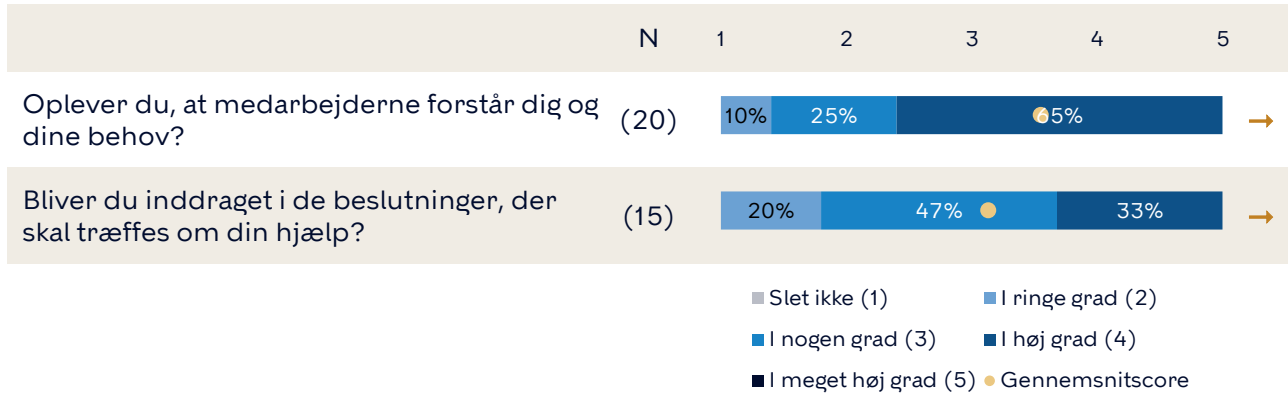 N 1 2 3 4 5
Oplever du, at medarbejderne forstår dig og
dine behov?
(20) 10% 25% 65% →
Bliver du inddraget i de beslutninger, der
skal træffes om din hjælp?
(15) 20% 47% 33% →
Slet ikke (1) I ringe grad (2)
I nogen grad (3) I høj grad (4)
I meget høj grad (5) Gennemsnitscore